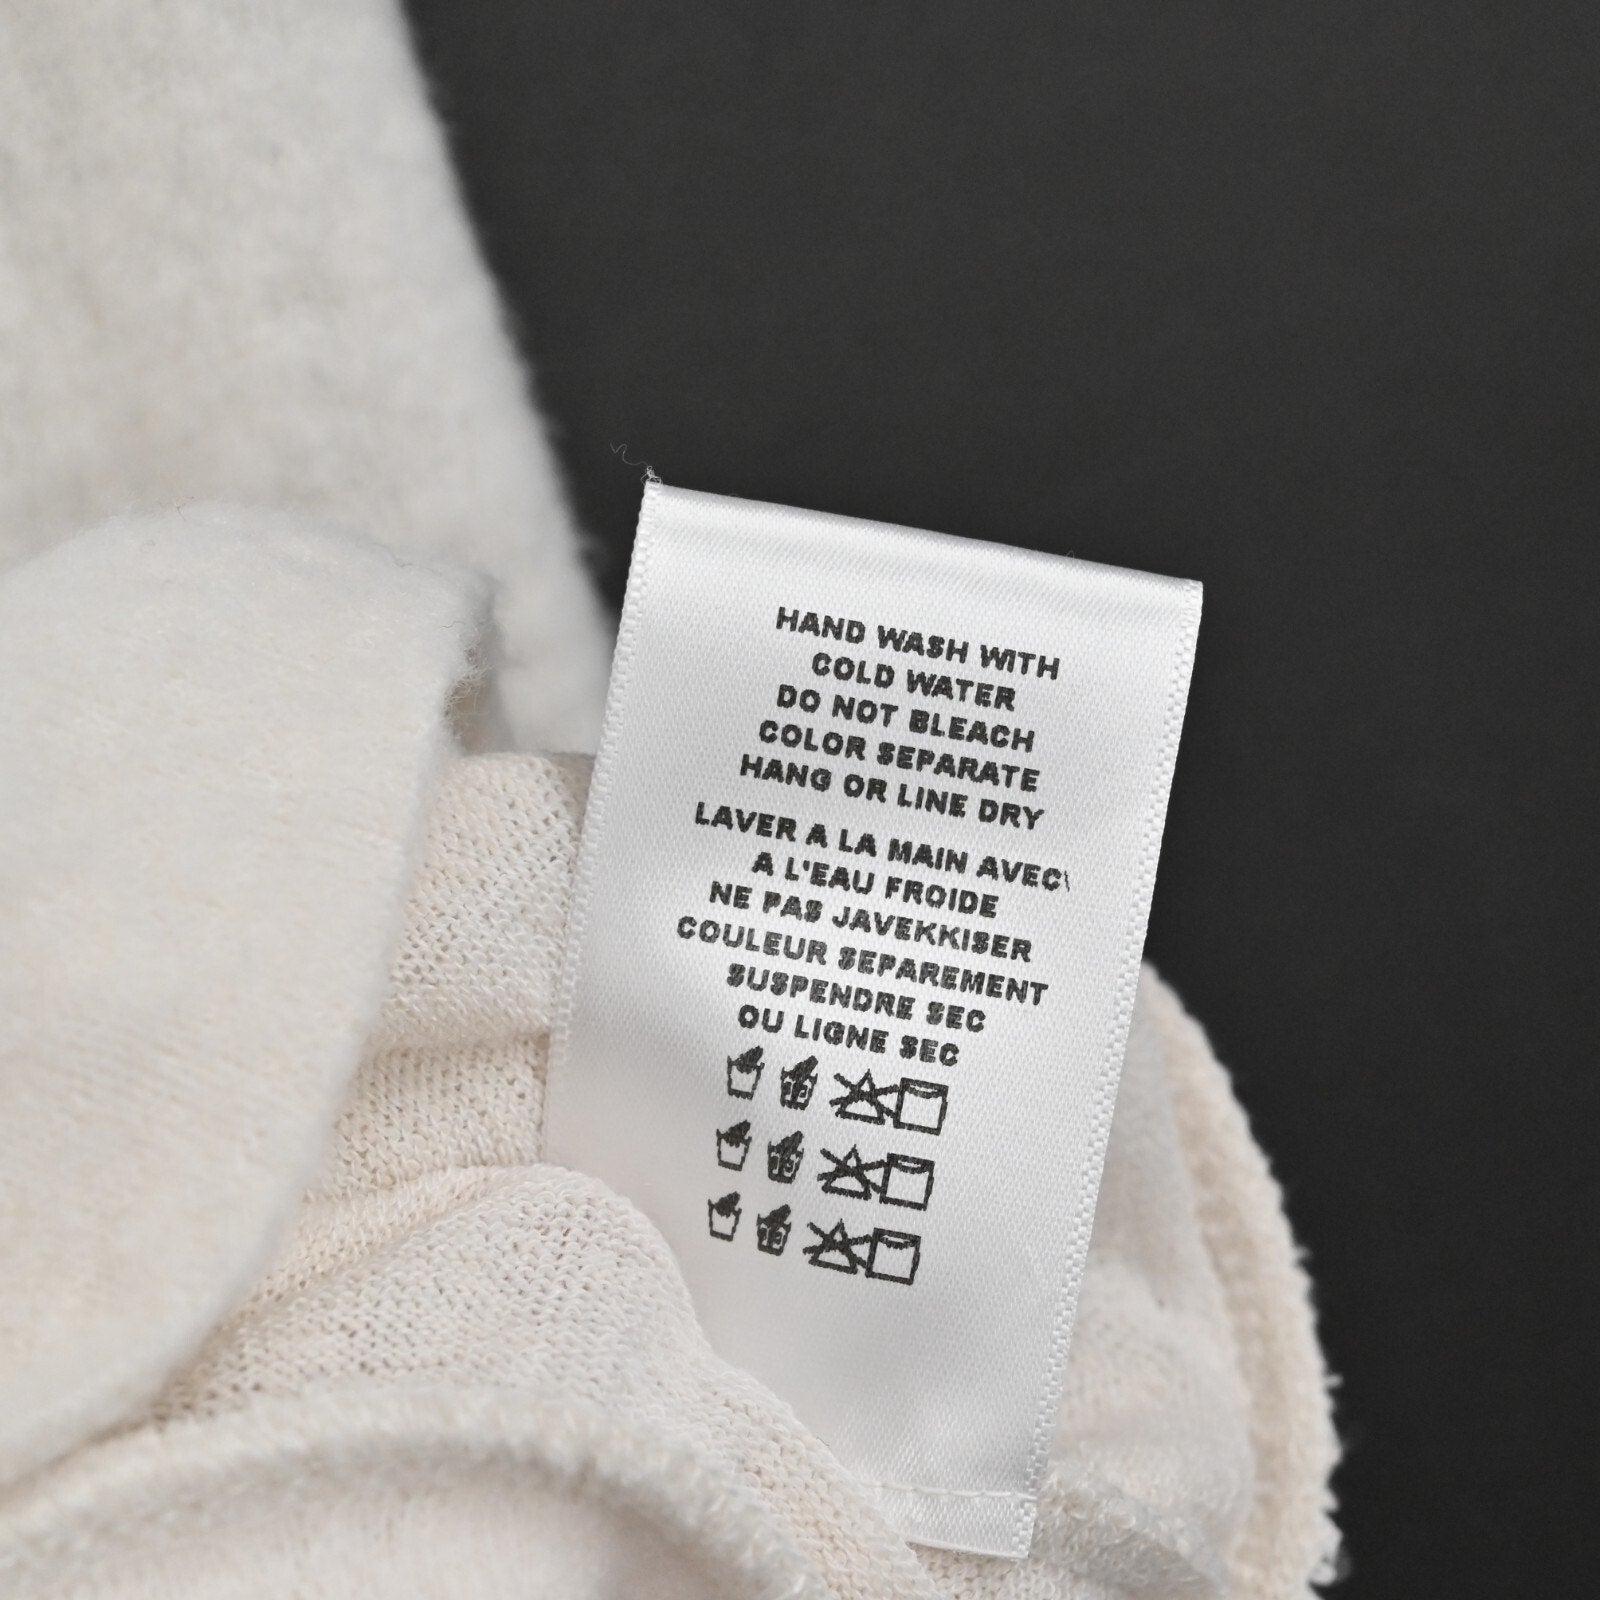 HAND WASH WITH
COLD WATER
DO NOT BLEACH
COLOR SEPARATE
HANG OR LINE DRY
LAVER A LA MAIN AVEC\
A L'EAU FROIDE
NE PAS JAVEKKISER
COULEUR SEPAREMENT
SUSPENDRE SEC
OU LIGNE SEC